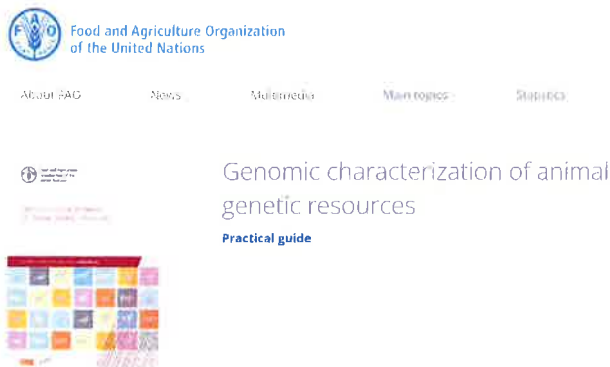 Food and Agriculture Organization
of the United Nations
About FAO News Multimedia Main topics Statistics
Genomic characterization of animal
genetic resources
Practical guide